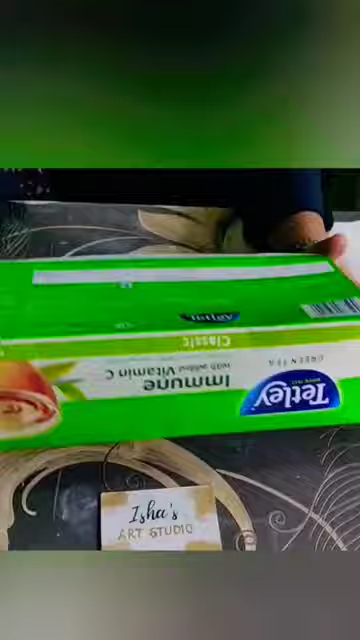 Classic
GREEN TEA
Tetley
Immune
with added Vitamin C
Isha's
ART STUDIO